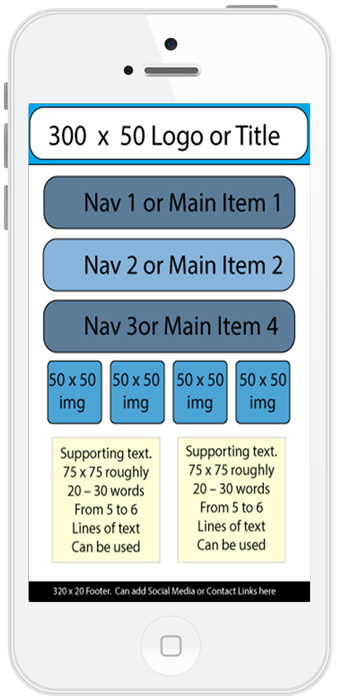 300 x 50 Logo or Title
Nav 1 or Main Item 1
Nav 2 or Main Item 2
Nav 3or Main Item 4
50 x 50
img
50 x 50
img
50 x 50
img
50 x 50
img
Supporting text.
75 x 75 roughly
20 – 30 words
From 5 to 6
Lines of text
Can be used
Supporting text.
75 x 75 roughly
20 – 30 words
From 5 to 6
Lines of text
Can be used
320 x 20 Footer. Can add Social Media or Contact Links here